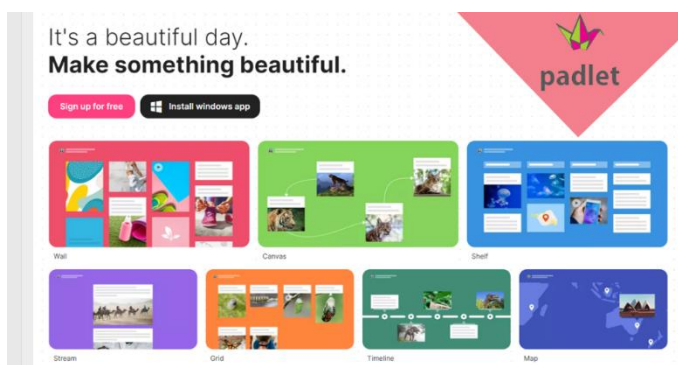 It's a beautiful day.
Make something beautiful.
padlet
Sign up for free
Install windows app
Wall
Canvas
Shelf
Stream
Grid
Timeline
Map